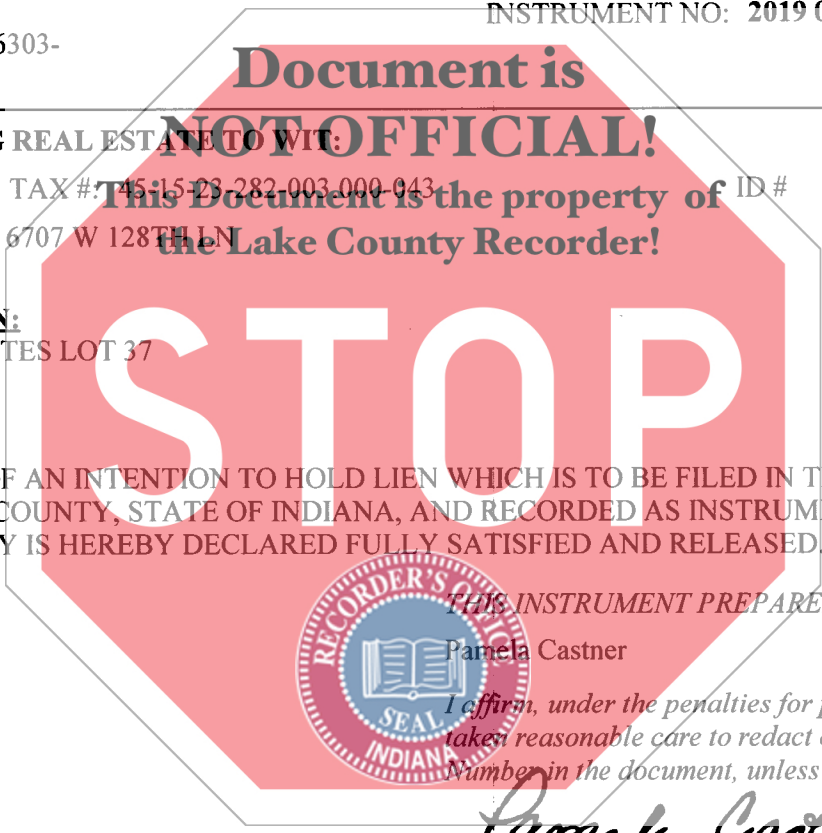 INSTRUMENT NO: 2019 0
6303-
Document is
REAL ESTATE TO WIT:
NOT OFFICIAL!
TAX #: 45-15-23-282-003.000-043
ID #
This Document is the property of
6707 W 128TH LN
the Lake County Recorder!
N:
TES LOT 37
STOP
F AN INTENTION TO HOLD LIEN WHICH IS TO BE FILED IN T
COUNTY, STATE OF INDIANA, AND RECORDED AS INSTRUM
Y IS HEREBY DECLARED FULLY SATISFIED AND RELEASED.
THIS INSTRUMENT PREPARE
RECORDER'S OFFICE
Pamela Castner
SEAL
INDIANA
I affirm, under the penalties for p
taken reasonable care to redact
Number in the document, unless